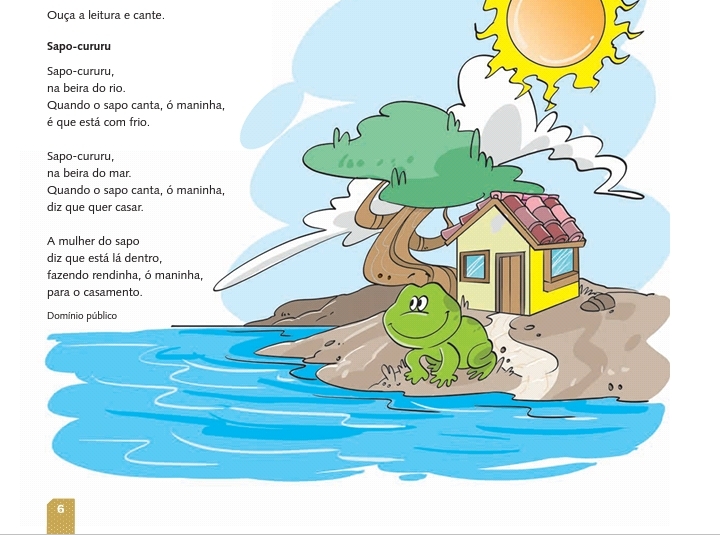 Ouça a leitura e cante.
Sapo-cururu
Sapo-cururu,
na beira do rio.
Quando o sapo canta, ó maninha,
é que está com frio.
Sapo-cururu,
na beira do mar.
Quando o sapo canta, ó maninha,
diz que quer casar.
A mulher do sapo
diz que está lá dentro,
fazendo rendinha, ó maninha,
para o casamento.
Domínio público
6